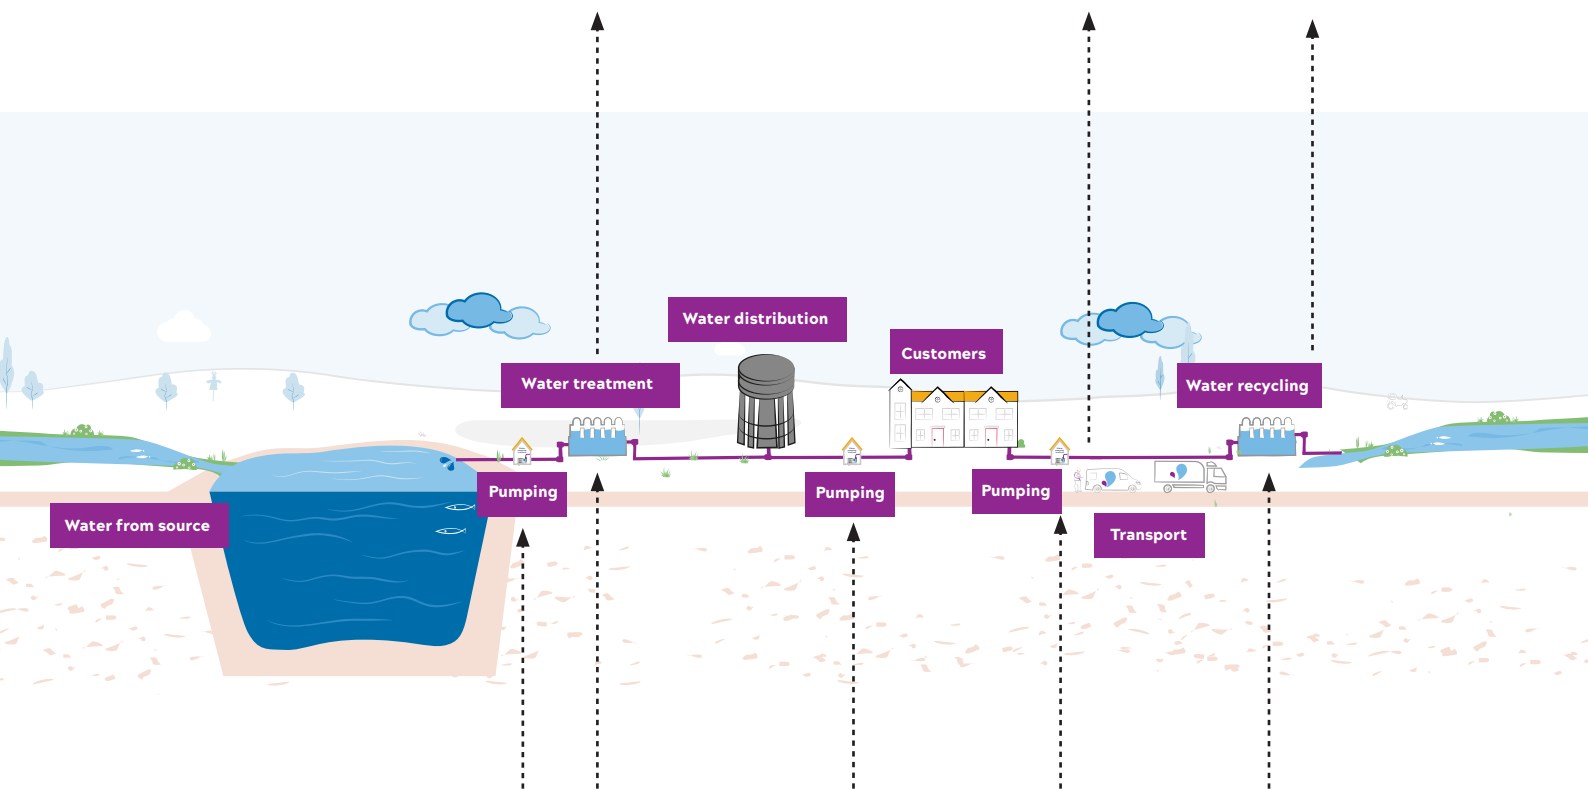 Water distribution
Customers
Water treatment
Water recycling
Pumping
Pumping
Pumping
Water from source
Transport